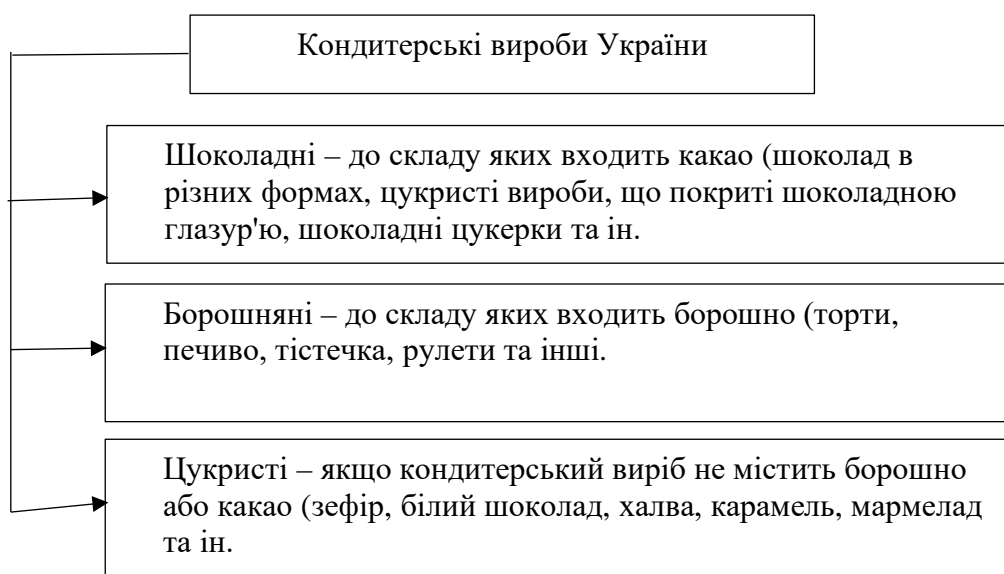 Кондитерські вироби України
Шоколадні – до складу яких входить какао (шоколад в
різних формах, цукристі вироби, що покриті шоколадною
глазур'ю, шоколадні цукерки та ін.
Борошняні – до складу яких входить борошно (торти,
печиво, тістечка, рулети та інші.
Цукристі – якщо кондитерський виріб не містить борошно
або какао (зефір, білий шоколад, халва, карамель, мармелад
та ін.